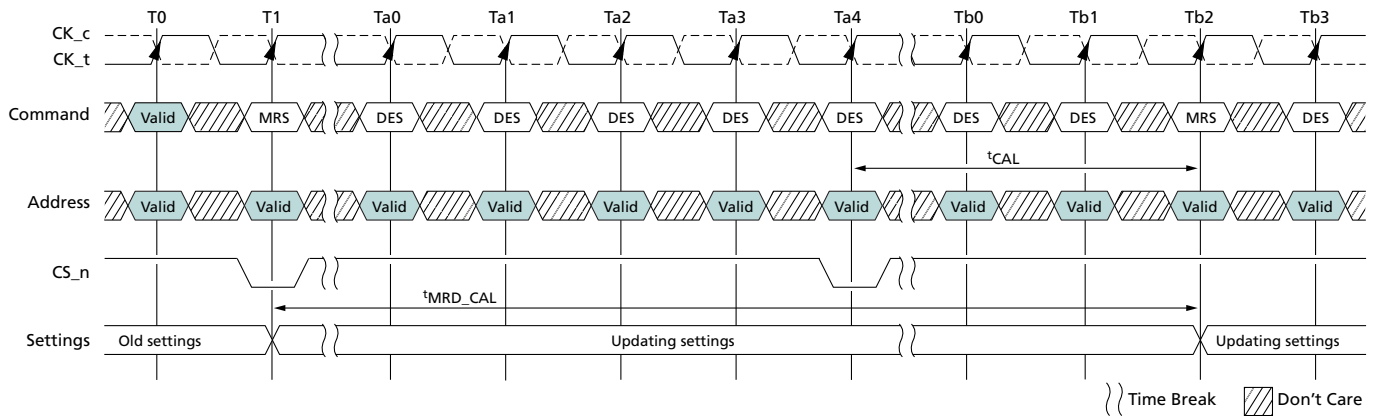 T0 T1 Ta0 Ta1 Ta2 Ta3 Ta4 Tb0 Tb1 Tb2 Tb3
CK_c
CK_t
Command Valid MRS DES DES DES DES DES DES DES MRS DES
tCAL
Address Valid Valid Valid Valid Valid Valid Valid Valid Valid Valid Valid
CS_n
tMRD_CAL
Settings Old settings Updating settings Updating settings
Time Break Don't Care